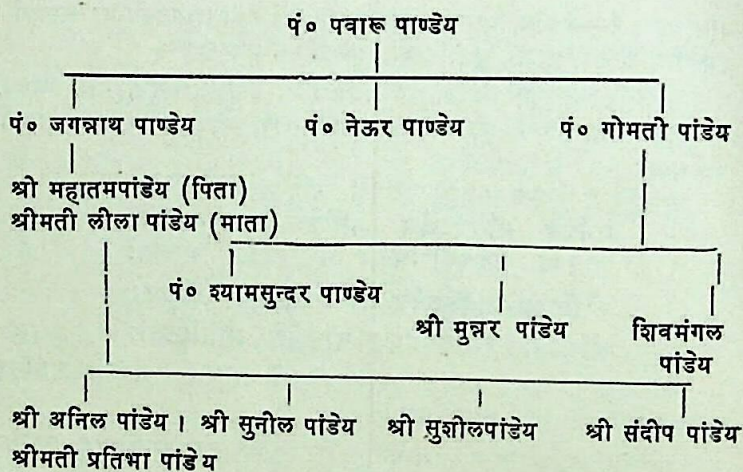 पं० पवारू पाण्डेय
पं० जगन्नाथ पाण्डेय पं० नेऊर पाण्डेय पं० गोमती पांडेय
श्री महातमपांडेय (पिता)
श्रीमती लीला पांडेय (माता)
पं० श्यामसुन्दर पाण्डेय
श्री मुन्नर पांडेय शिवमंगल
पांडेय
श्री अनिल पांडेय । श्री सुनील पांडेय श्री सुशीलपांडेय श्री संदीप पांडेय
श्रीमती प्रतिभा पांडेय